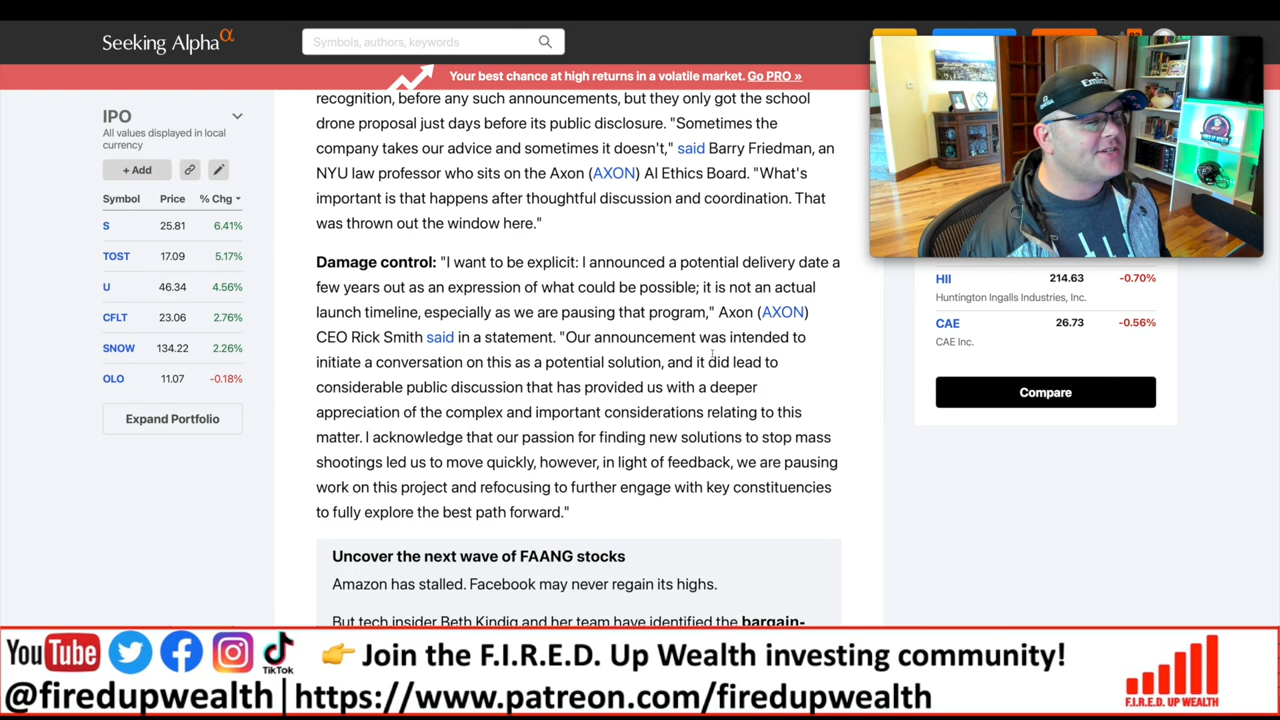 Seeking Alpha α
Symbols, authors, keywords
Your best chance at high returns in a volatile market. Go PRO »
IPO
All values displayed in local
currency
+ Add
Symbol Price % Chg
S 25.81 6.41%
TOST 17.09 5.17%
U 46.34 4.56%
CFLT 23.06 2.76%
SNOW 134.22 2.26%
OLO 11.07 -0.18%
Expand Portfolio
recognition, before any such announcements, but they only got the school
drone proposal just days before its public disclosure. "Sometimes the
company takes our advice and sometimes it doesn't," said Barry Friedman, an
NYU law professor who sits on the Axon (AXON) AI Ethics Board. "What's
important is that happens after thoughtful discussion and coordination. That
was thrown out the window here."
Damage control: "I want to be explicit: I announced a potential delivery date a
few years out as an expression of what could be possible; it is not an actual
launch timeline, especially as we are pausing that program," Axon (AXON)
CEO Rick Smith said in a statement. "Our announcement was intended to
initiate a conversation on this as a potential solution, and it did lead to
considerable public discussion that has provided us with a deeper
appreciation of the complex and important considerations relating to this
matter. I acknowledge that our passion for finding new solutions to stop mass
shootings led us to move quickly, however, in light of feedback, we are pausing
work on this project and refocusing to further engage with key constituencies
to fully explore the best path forward."
Uncover the next wave of FAANG stocks
Amazon has stalled. Facebook may never regain its highs.
But tech insider Beth Kindig and her team have identified the bargain-
HII 214.63 -0.70%
Huntington Ingalls Industries, Inc.
CAE 26.73 -0.56%
CAE Inc.
Compare
YouTube
TikTok
👉 Join the F.I.R.E.D. Up Wealth investing community!
@firedupwealth | https://www.patreon.com/firedupwealth
F.I.R.E.D. UP WEALTH